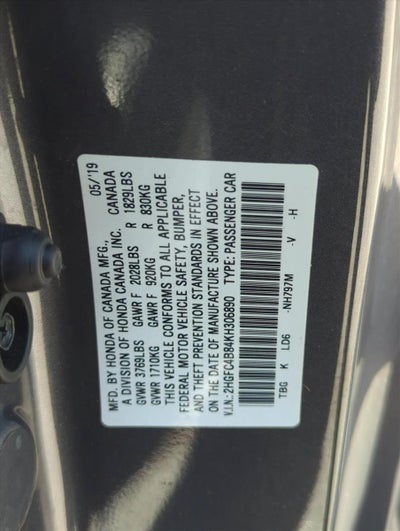 MFD. BY HONDA OF CANADA MFG., 05/'19
A DIVISION OF HONDA CANADA INC. CANADA
GVWR 3769LBS GAWR F 2028LBS R 1829LBS
GVWR 1710KG GAWR F 920KG R 830KG
THIS VEHICLE CONFORMS TO ALL APPLICABLE
FEDERAL MOTOR VEHICLE SAFETY, BUMPER,
AND THEFT PREVENTION STANDARDS IN EFFECT
ON THE DATE OF MANUFACTURE SHOWN ABOVE.
V.I.N.: 2HGFC4B84KH306890 TYPE: PASSENGER CAR
-NH797M -V -H
TBG K LD6